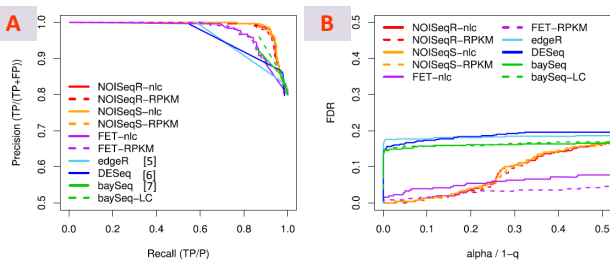 A
Precision (TP/(TP+FP))
1.0
0.9
0.8
0.7
0.6
0.5
NOISeqR−nlc
NOISeqR−RPKM
NOISeqS−nlc
NOISeqS−RPKM
FET−nlc
FET−RPKM
edgeR [5]
DESeq [6]
baySeq [7]
baySeq−LC
0.0 0.2 0.4 0.6 0.8 1.0
Recall (TP/P)
B
FDR
0.5
0.4
0.3
0.2
0.1
0.0
NOISeqR−nlc
NOISeqR−RPKM
NOISeqS−nlc
NOISeqS−RPKM
FET−nlc
FET−RPKM
edgeR
DESeq
baySeq
baySeq−LC
0.0 0.1 0.2 0.3 0.4 0.5
alpha / 1−q